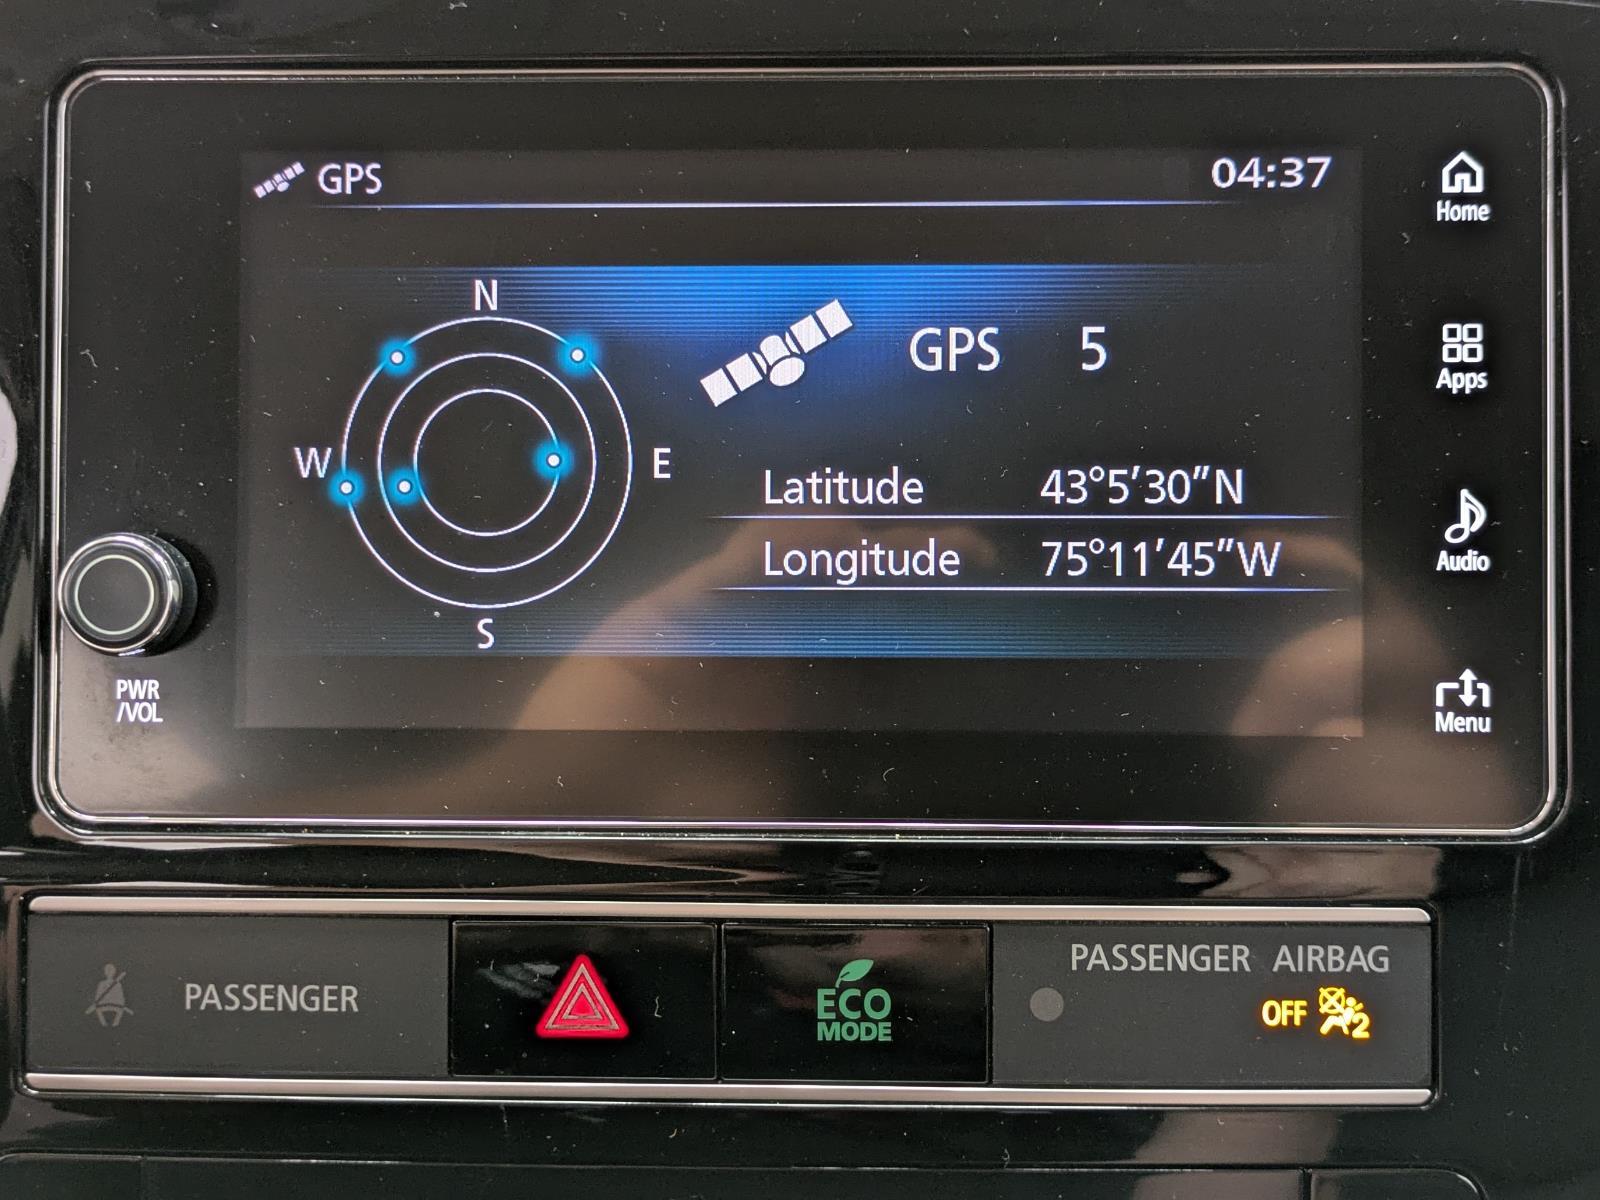 GPS 04:37
Home
N
GPS 5
Apps
W E
Latitude 43°5'30"N
Audio
Longitude 75°11'45"W
S
PWR
/VOL
Menu
PASSENGER
ECO
MODE
PASSENGER AIRBAG
OFF 2